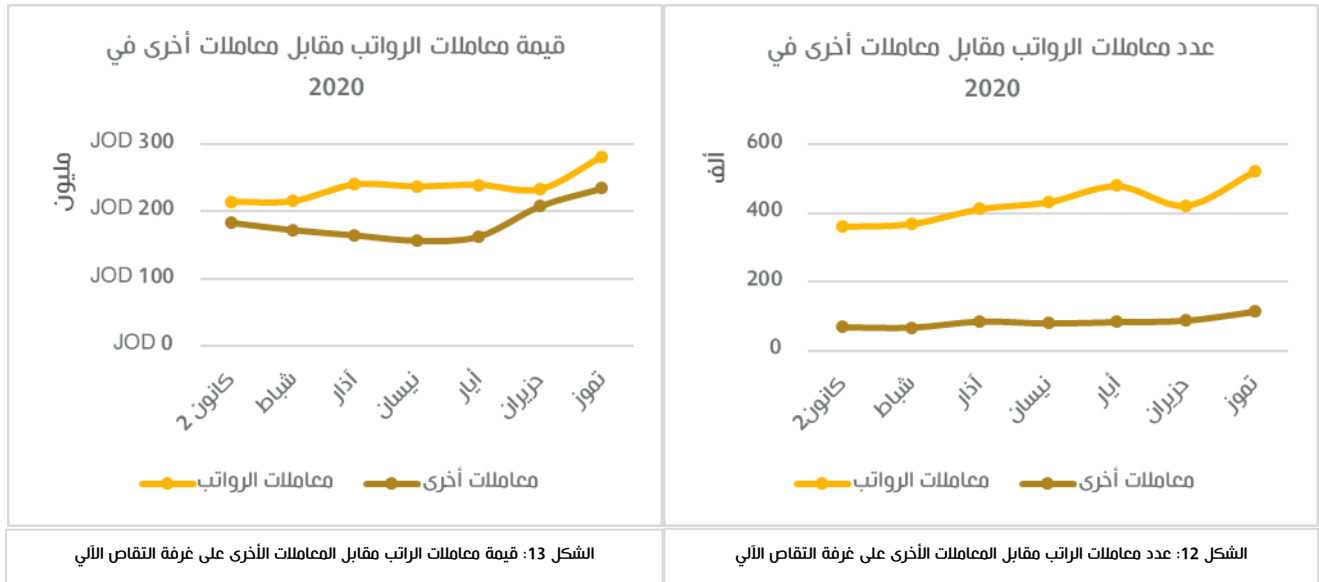 عدد معاملات الرواتب مقابل معاملات أخرى في
2020
ألف
600
400
200
0
كانون2
شباط
آذار
نيسان
أيار
حزيران
تموز
معاملات الرواتب
معاملات أخرى
الشكل 12: عدد معاملات الراتب مقابل المعاملات الأخرى على غرفة التقاص الآلي
قيمة معاملات الرواتب مقابل معاملات أخرى في
2020
مليون
JOD 300
JOD 200
JOD 100
JOD 0
كانون 2
شباط
آذار
نيسان
أيار
حزيران
تموز
معاملات الرواتب
معاملات أخرى
الشكل 13: قيمة معاملات الراتب مقابل المعاملات الأخرى على غرفة التقاص الآلي